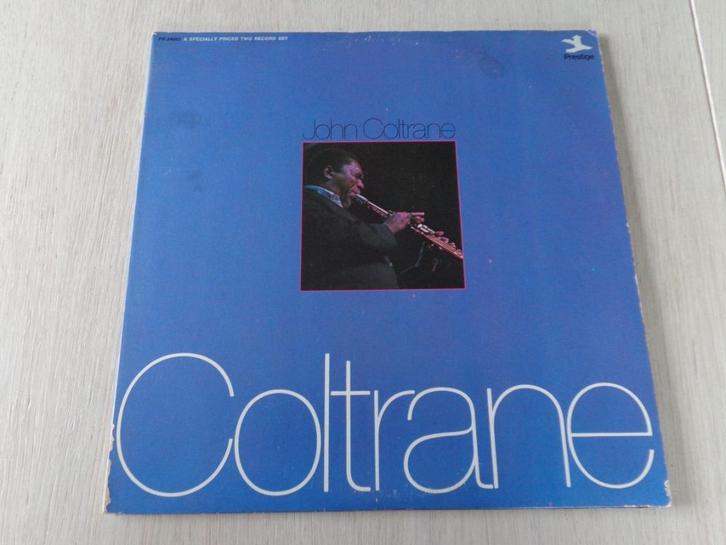 A SPECIALLY PRICED TWO RECORD SET
Prestige
John Coltrane
Coltrane